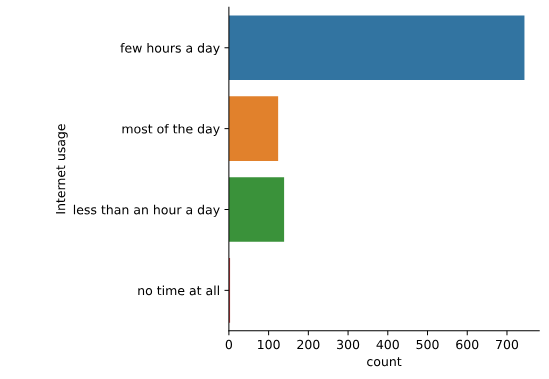 few hours a day
most of the day
less than an hour a day
no time at all
Internet usage
0 100 200 300 400 500 600 700
count